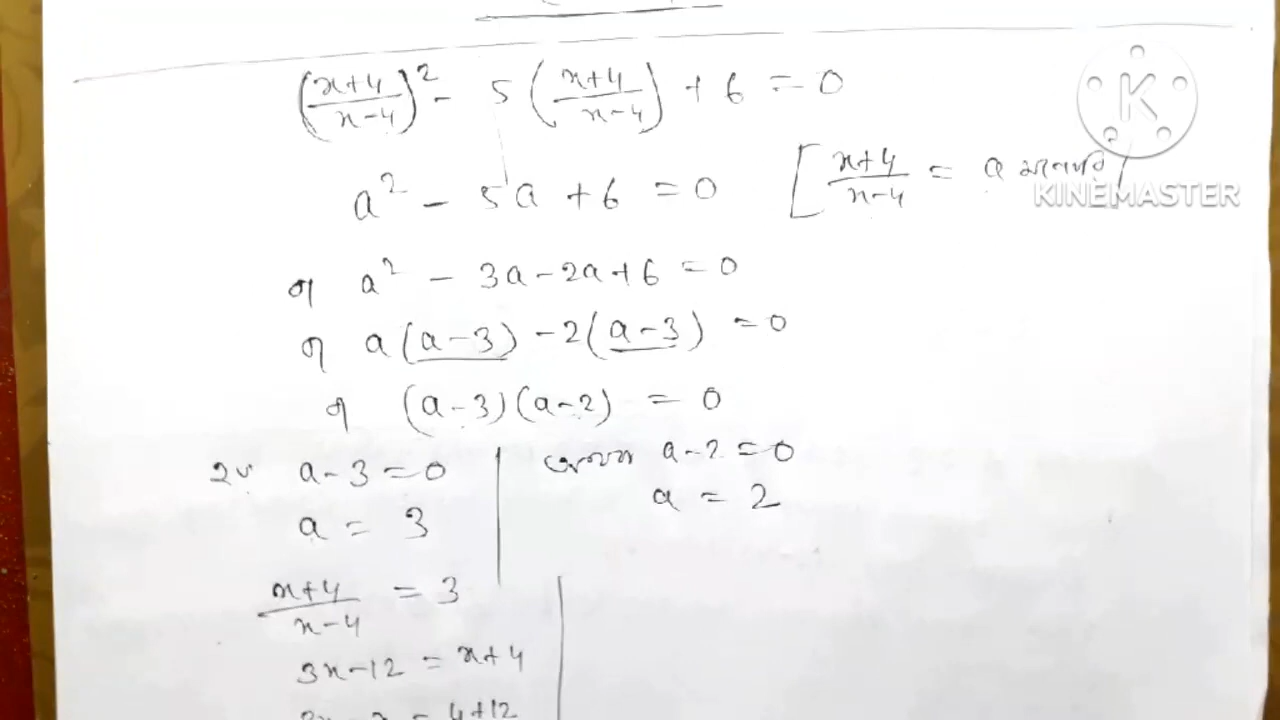 ((x+4)/(x-4))² - 5 ((x+4)/(x-4)) + 6 = 0
a² - 5a + 6 = 0 [(x+4)/(x-4) = a
KINEMASTER
বা a² - 3a - 2a + 6 = 0
বা a(a-3) - 2(a-3) = 0
বা (a-3)(a-2) = 0
হয় a-3 = 0 অথবা a-2 = 0
a = 3 a = 2
(x+4)/(x-4) = 3
3x-12 = x+4
= 4+12